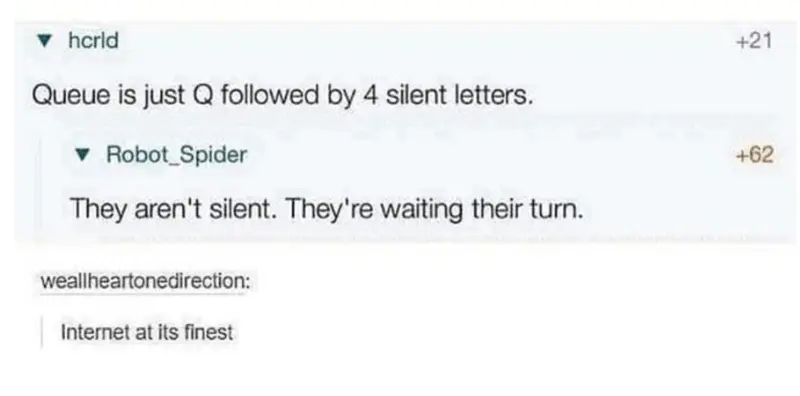 ▼ hcrld +21
Queue is just Q followed by 4 silent letters.
▼ Robot_Spider +62
They aren't silent. They're waiting their turn.
weallheartonedirection:
Internet at its finest